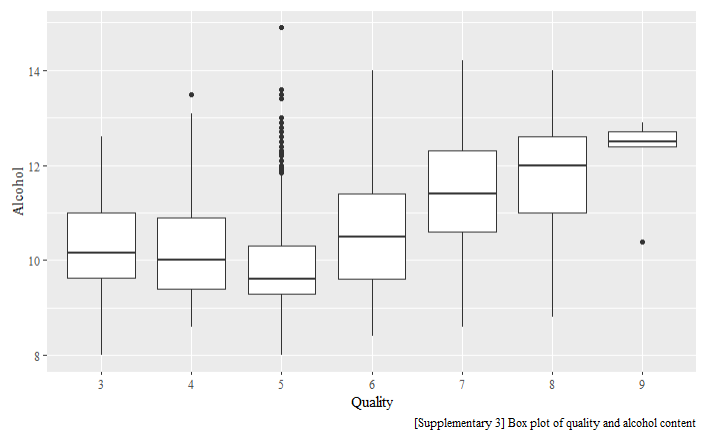 Alcohol
14
12
10
8
3 4 5 6 7 8 9
Quality
[Supplementary 3] Box plot of quality and alcohol content